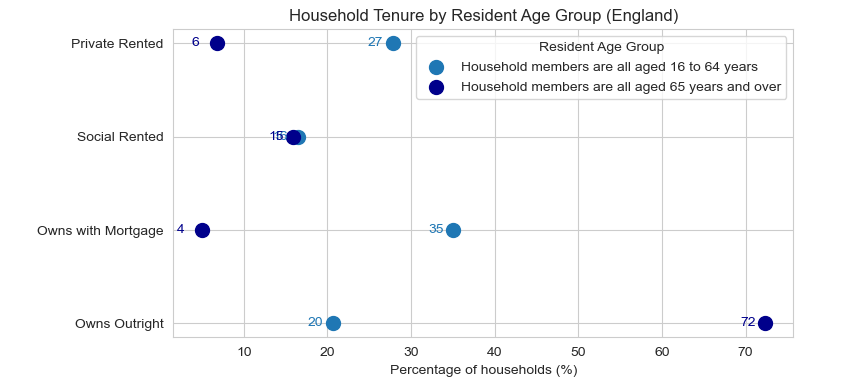 Household Tenure by Resident Age Group (England)
Private Rented
6
27
Resident Age Group
Household members are all aged 16 to 64 years
Household members are all aged 65 years and over
Social Rented
15
16
Owns with Mortgage
4
35
Owns Outright
20
72
10 20 30 40 50 60 70
Percentage of households (%)